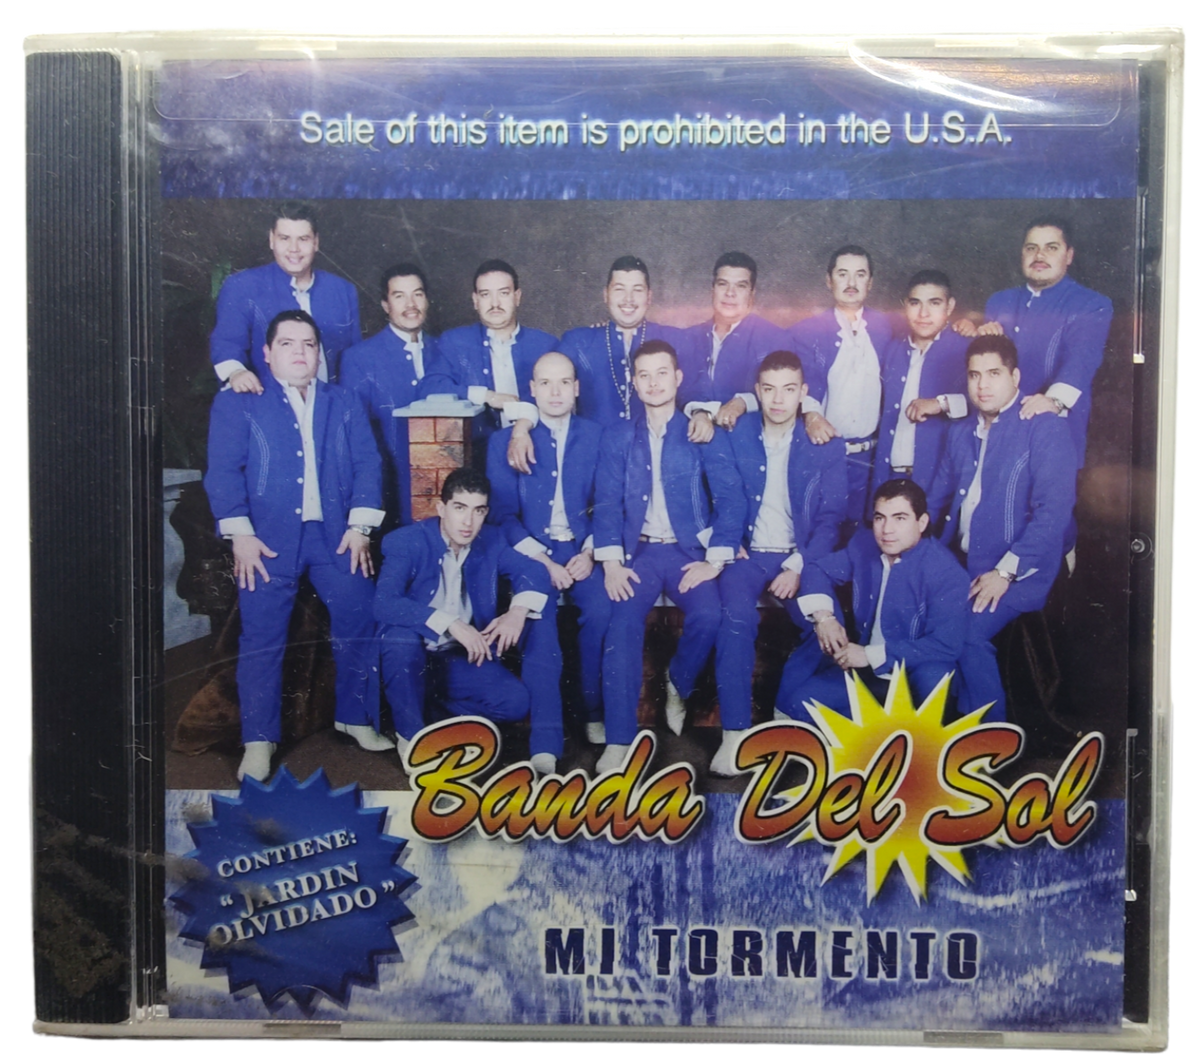 Sale of this item is prohibited in the U.S.A.
Banda Del Sol
CONTIENE:
“JARDIN
OLVIDADO”
MI TORMENTO